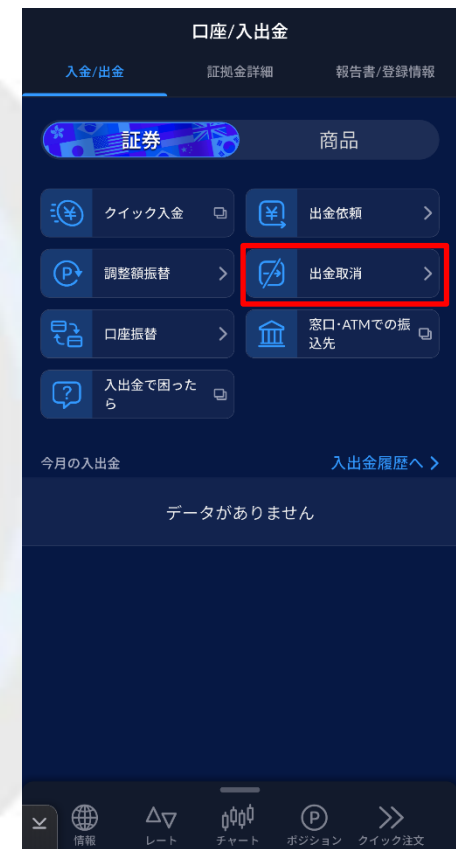 口座/入出金
入金/出金
証拠金詳細
報告書/登録情報
証券
商品
クイック入金
出金依頼
調整額振替
出金取消
口座振替
窓口・ATMでの振
込先
入出金で困った
ら
今月の入出金
入出金履歴へ
データがありません
情報
レート
チャート
ポジション
クイック注文